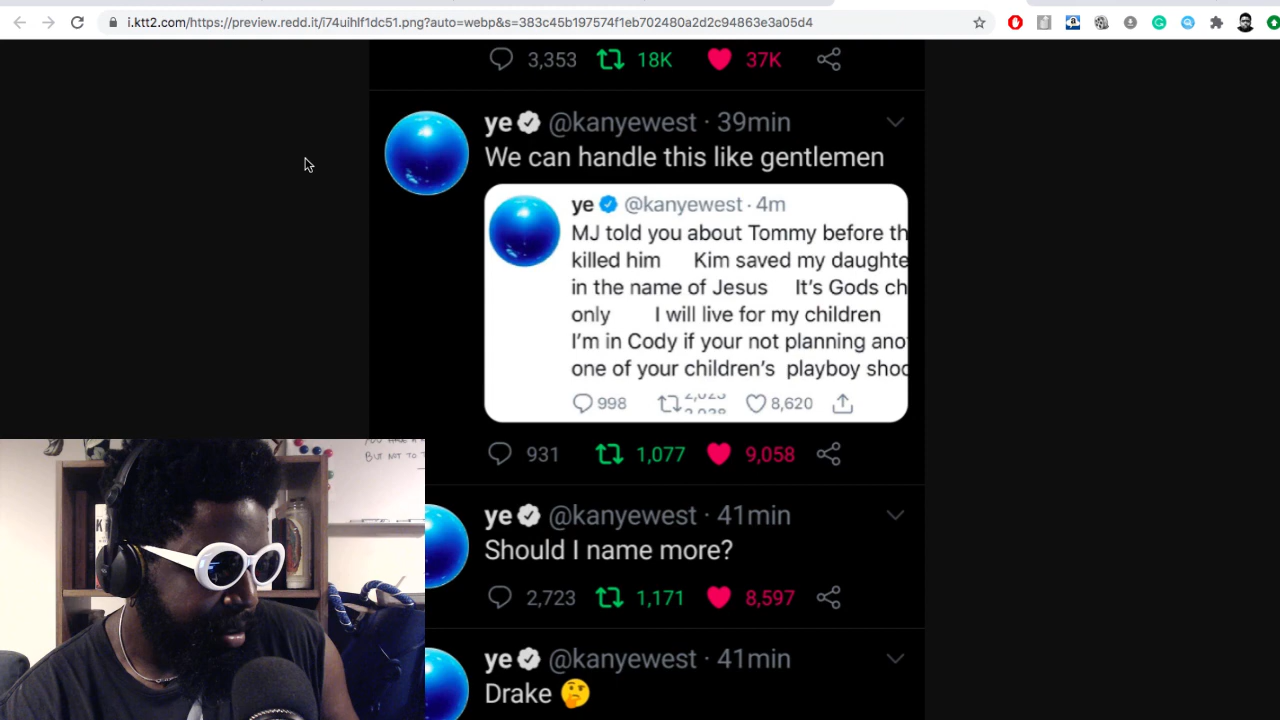 i.ktt2.com/https://preview.redd.it/i74uihlf1dc51.png?auto=webp&s=383c45b197574f1eb702480a2d2c94863e3a05d4
3,353 18K 37K
ye @kanyewest · 39min
We can handle this like gentlemen
ye @kanyewest · 4m
MJ told you about Tommy before th
killed him Kim saved my daughte
in the name of Jesus It's Gods ch
only I will live for my children
I'm in Cody if your not planning ano
one of your children's playboy shoo
998 8,620
931 1,077 9,058
BUT NOT TO
ye @kanyewest · 41min
Should I name more?
2,723 1,171 8,597
ye @kanyewest · 41min
Drake 🤔